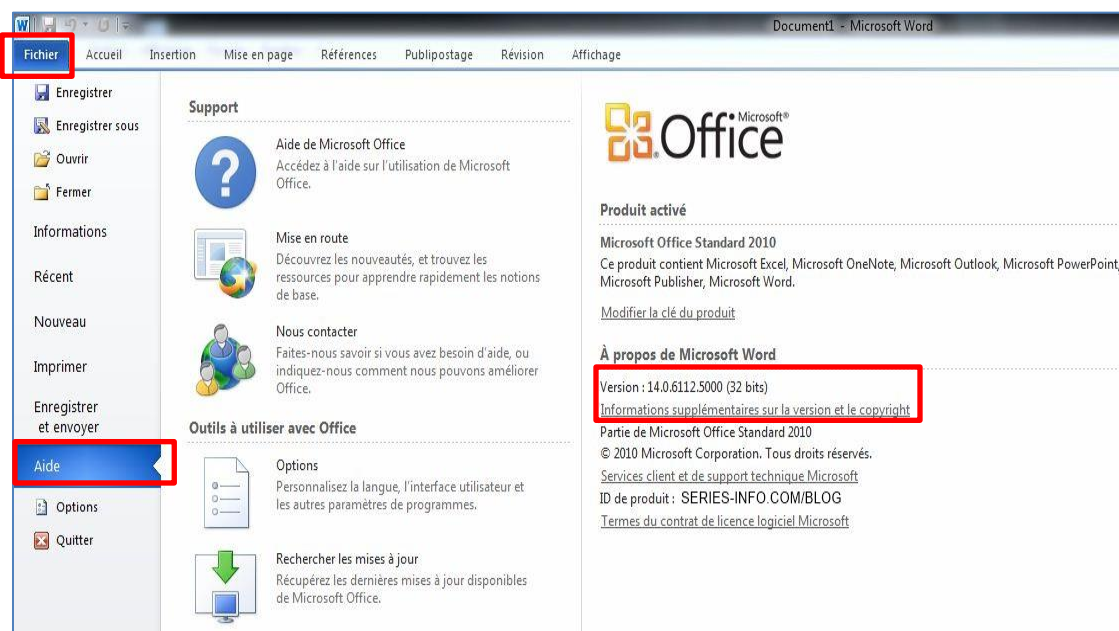 Document1 - Microsoft Word
Fichier Accueil Insertion Mise en page Références Publipostage Révision Affichage
Enregistrer
Enregistrer sous
Ouvrir
Fermer
Informations
Récent
Nouveau
Imprimer
Enregistrer
et envoyer
Aide
Options
Quitter
Support
Aide de Microsoft Office
Accédez à l'aide sur l'utilisation de Microsoft
Office.
Mise en route
Découvrez les nouveautés, et trouvez les
ressources pour apprendre rapidement les notions
de base.
Nous contacter
Faites-nous savoir si vous avez besoin d'aide, ou
indiquez-nous comment nous pouvons améliorer
Office.
Outils à utiliser avec Office
Options
Personnalisez la langue, l'interface utilisateur et
les autres paramètres de programmes.
Rechercher les mises à jour
Récupérez les dernières mises à jour disponibles
de Microsoft Office.
Microsoft®
Office
Produit activé
Microsoft Office Standard 2010
Ce produit contient Microsoft Excel, Microsoft OneNote, Microsoft Outlook, Microsoft PowerPoint,
Microsoft Publisher, Microsoft Word.
Modifier la clé du produit
À propos de Microsoft Word
Version : 14.0.6112.5000 (32 bits)
Informations supplémentaires sur la version et le copyright
Partie de Microsoft Office Standard 2010
© 2010 Microsoft Corporation. Tous droits réservés.
Services client et de support technique Microsoft
ID de produit : SERIES-INFO.COM/BLOG
Termes du contrat de licence logiciel Microsoft